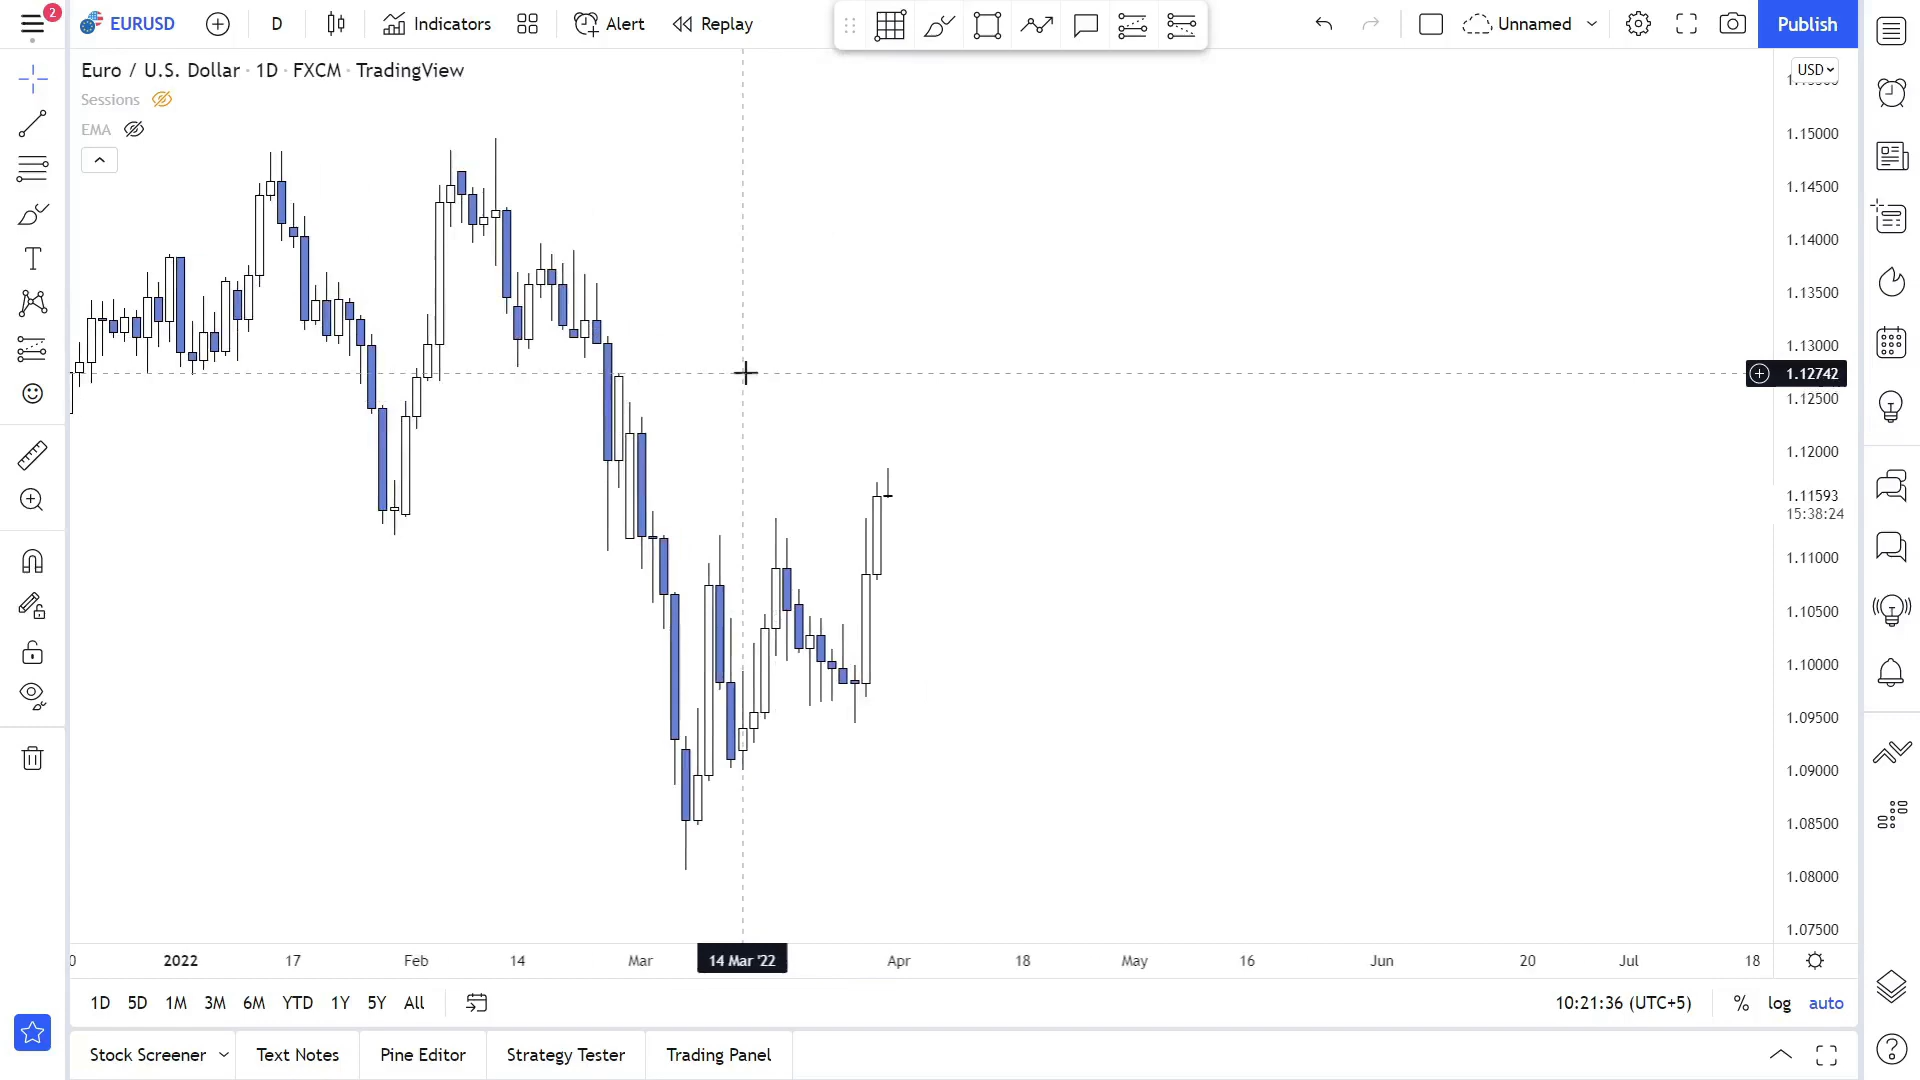 2
EURUSD
D
Indicators
Alert
Replay
Unnamed
Publish
Euro / U.S. Dollar · 1D · FXCM · TradingView
USD
Sessions
EMA
1.15000
1.14500
1.14000
1.13500
1.13000
1.12742
1.12500
1.12000
1.11593
15:38:24
1.11000
1.10500
1.10000
1.09500
1.09000
1.08500
1.08000
1.07500
2022 17 Feb 14 Mar 14 Mar '22 Apr 18 May 16 Jun 20 Jul 18
1D 5D 1M 3M 6M YTD 1Y 5Y All
10:21:36 (UTC+5) % log auto
Stock Screener Text Notes Pine Editor Strategy Tester Trading Panel